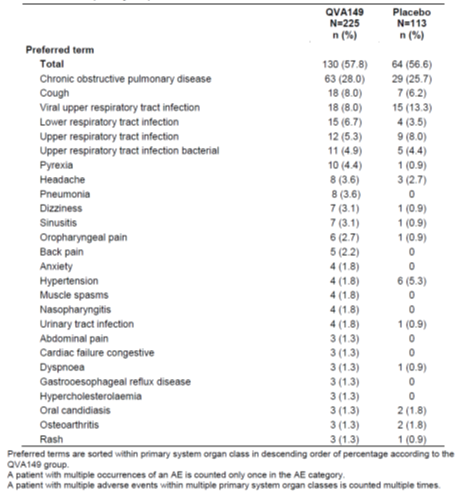 QVA149 Placebo
N=225 N=113
n (%) n (%)
Preferred term
Total 130 (57.8) 64 (56.6)
Chronic obstructive pulmonary disease 63 (28.0) 29 (25.7)
Cough 18 (8.0) 7 (6.2)
Viral upper respiratory tract infection 18 (8.0) 15 (13.3)
Lower respiratory tract infection 15 (6.7) 4 (3.5)
Upper respiratory tract infection 12 (5.3) 9 (8.0)
Upper respiratory tract infection bacterial 11 (4.9) 5 (4.4)
Pyrexia 10 (4.4) 1 (0.9)
Headache 8 (3.6) 3 (2.7)
Pneumonia 8 (3.6) 0
Dizziness 7 (3.1) 1 (0.9)
Sinusitis 7 (3.1) 1 (0.9)
Oropharyngeal pain 6 (2.7) 1 (0.9)
Back pain 5 (2.2) 0
Anxiety 4 (1.8) 0
Hypertension 4 (1.8) 6 (5.3)
Muscle spasms 4 (1.8) 0
Nasopharyngitis 4 (1.8) 0
Urinary tract infection 4 (1.8) 1 (0.9)
Abdominal pain 3 (1.3) 0
Cardiac failure congestive 3 (1.3) 0
Dyspnoea 3 (1.3) 1 (0.9)
Gastrooesophageal reflux disease 3 (1.3) 0
Hypercholesterolaemia 3 (1.3) 0
Oral candidiasis 3 (1.3) 2 (1.8)
Osteoarthritis 3 (1.3) 2 (1.8)
Rash 3 (1.3) 1 (0.9)
Preferred terms are sorted within primary system organ class in descending order of percentage according to the
QVA149 group.
A patient with multiple occurrences of an AE is counted only once in the AE category.
A patient with multiple adverse events within multiple primary system organ classes is counted multiple times.